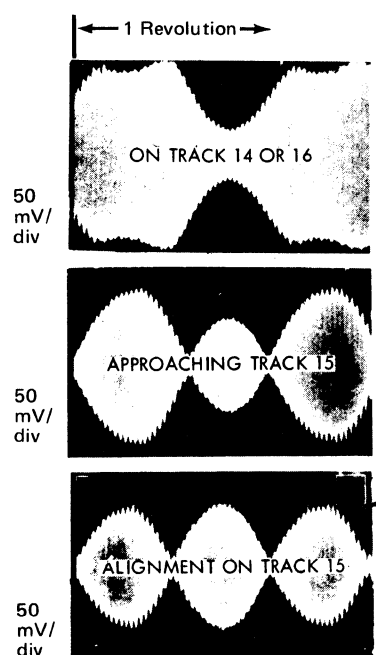 1 Revolution
ON TRACK 14 OR 16
50
mV/
div
APPROACHING TRACK 15
50
mV/
div
ALIGNMENT ON TRACK 15
50
mV/
div